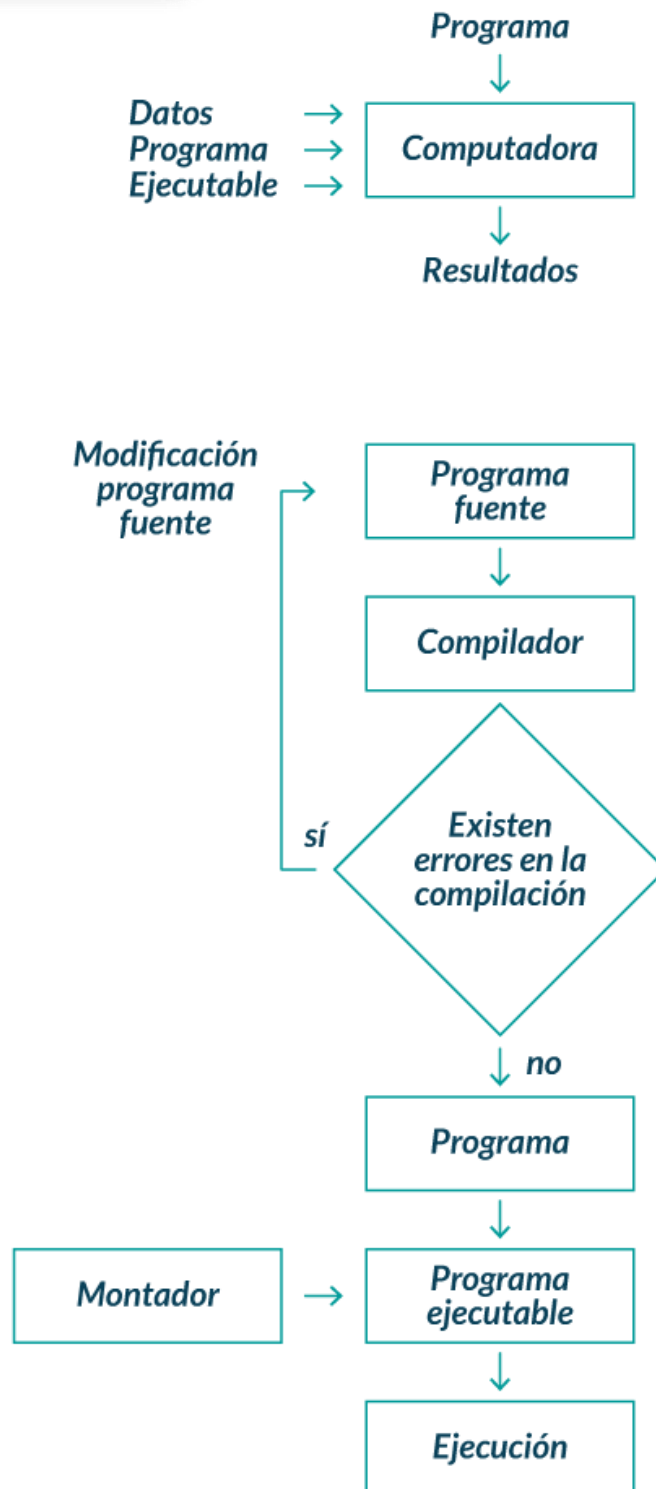 Programa
Datos
Programa
Ejecutable
Computadora
Resultados
Modificación
programa
fuente
Programa
fuente
Compilador
sí
Existen
errores en la
compilación
no
Programa
Montador
Programa
ejecutable
Ejecución